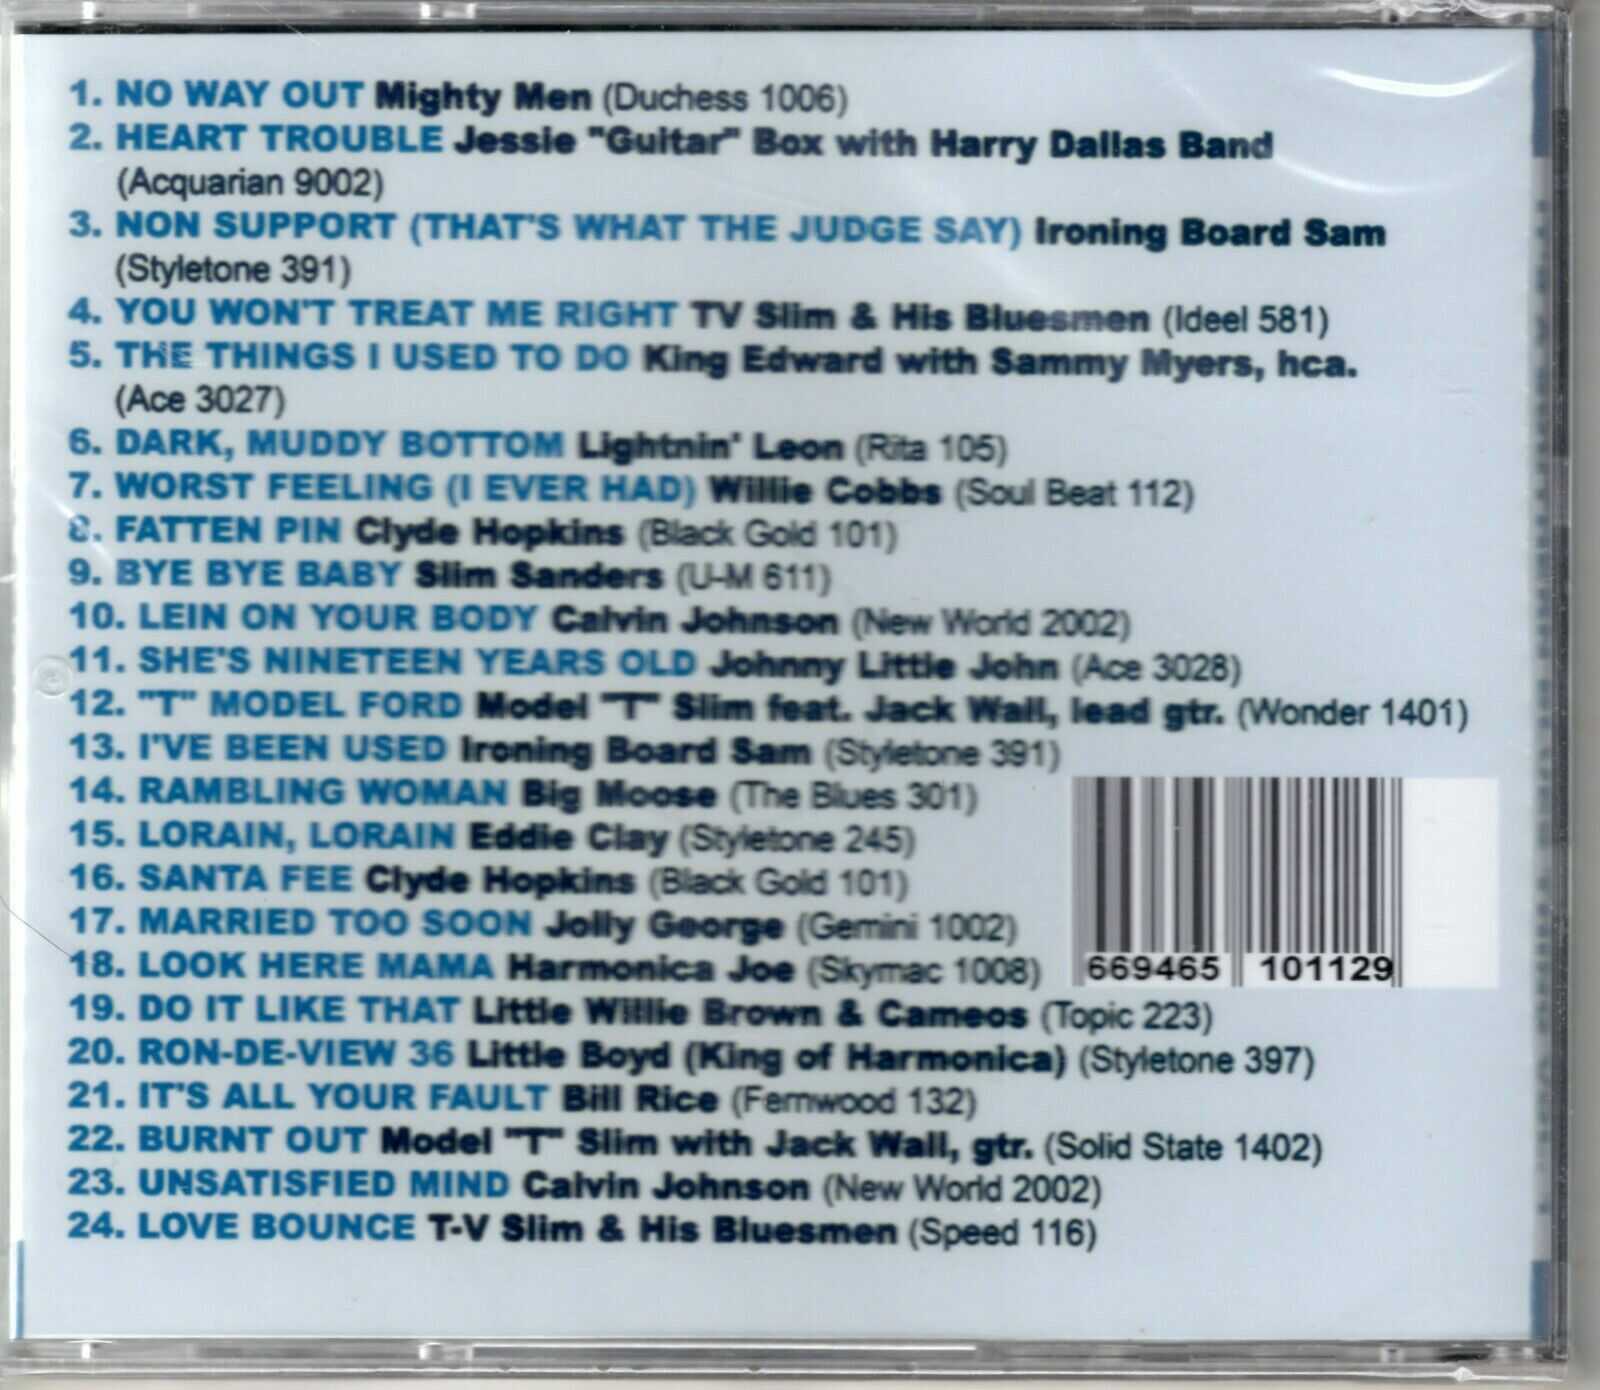 1. NO WAY OUT Mighty Men (Duchess 1006)
2. HEART TROUBLE Jessie "Guitar" Box with Harry Dallas Band
(Acquarian 9002)
3. NON SUPPORT (THAT'S WHAT THE JUDGE SAY) Ironing Board Sam
(Styletone 391)
4. YOU WON'T TREAT ME RIGHT TV Slim & His Bluesmen (Ideel 581)
5. THE THINGS I USED TO DO King Edward with Sammy Myers, hca.
(Ace 3027)
6. DARK, MUDDY BOTTOM Lightnin' Leon (Rita 105)
7. WORST FEELING (I EVER HAD) Willie Cobbs (Soul Beat 112)
8. FATTEN PIN Clyde Hopkins (Black Gold 101)
9. BYE BYE BABY Slim Sanders (U-M 611)
10. LEIN ON YOUR BODY Calvin Johnson (New World 2002)
11. SHE'S NINETEEN YEARS OLD Johnny Little John (Ace 3028)
12. "T" MODEL FORD Model "T" Slim feat. Jack Wall, lead gtr. (Wonder 1401)
13. I'VE BEEN USED Ironing Board Sam (Styletone 391)
14. RAMBLING WOMAN Big Moose (The Blues 301)
15. LORAIN, LORAIN Eddie Clay (Styletone 245)
16. SANTA FEE Clyde Hopkins (Black Gold 101)
17. MARRIED TOO SOON Jolly George (Gemini 1002)
18. LOOK HERE MAMA Harmonica Joe (Skymac 1008)
19. DO IT LIKE THAT Little Willie Brown & Cameos (Topic 223)
20. RON-DE-VIEW 36 Little Boyd (King of Harmonica) (Styletone 397)
21. IT'S ALL YOUR FAULT Bill Rice (Fernwood 132)
22. BURNT OUT Model "T" Slim with Jack Wall, gtr. (Solid State 1402)
23. UNSATISFIED MIND Calvin Johnson (New World 2002)
24. LOVE BOUNCE T-V Slim & His Bluesmen (Speed 116)
669465 101129